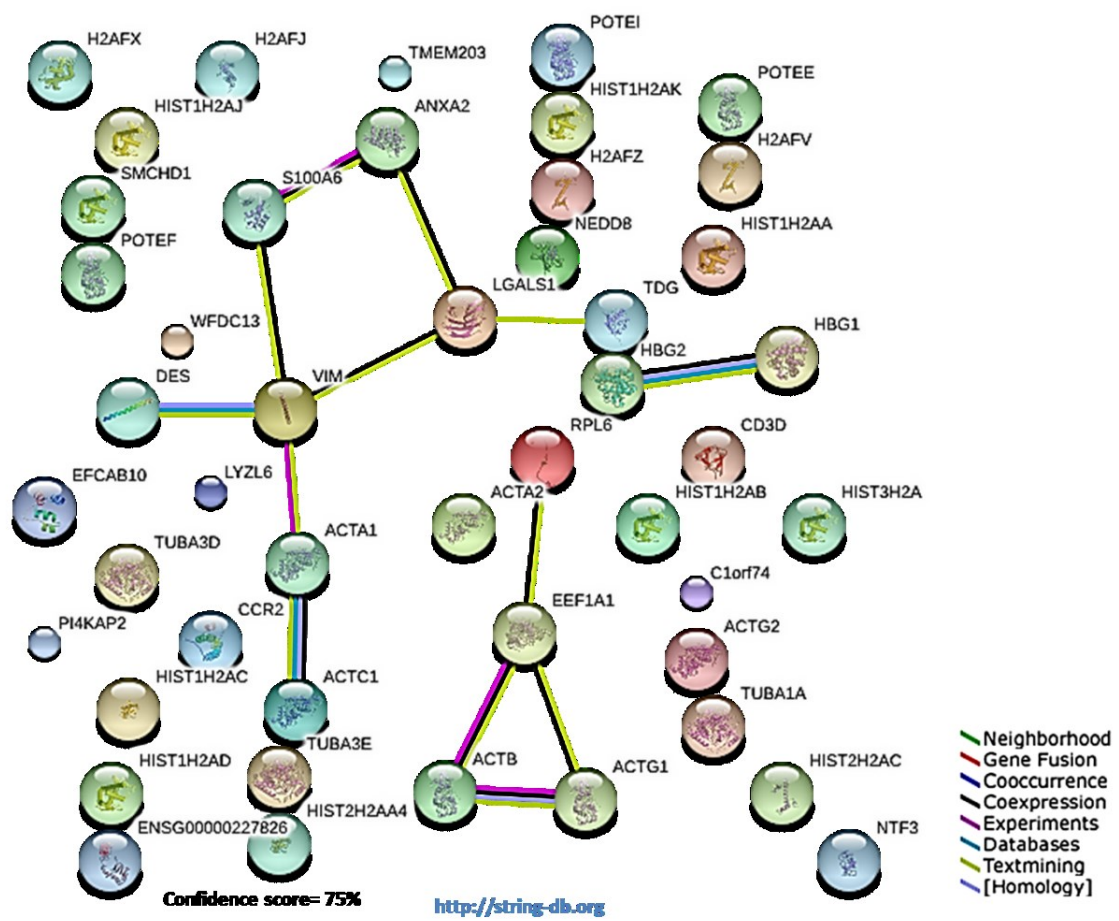 H2AFX
H2AFJ
TMEM203
POTEI
POTEE
HIST1H2AJ
ANXA2
HIST1H2AK
H2AFV
SMCHD1
S100A6
H2AFZ
POTEF
NEDD8
HIST1H2AA
LGALS1
TDG
WFDC13
HBG1
HBG2
DES
VIM
RPL6
CD3D
EFCAB10
LYZL6
ACTA2
HIST1H2AB
HIST3H2A
TUBA3D
ACTA1
C1orf74
PI4KAP2
CCR2
EEF1A1
ACTG2
HIST1H2AC
ACTC1
TUBA1A
TUBA3E
HIST1H2AD
ACTB
ACTG1
HIST2H2AC
HIST2H2AA4
ENSG00000227826
NTF3
Neighborhood
Gene Fusion
Cooccurrence
Coexpression
Experiments
Databases
Textmining
[Homology]
Confidence score= 75%
http://string-db.org